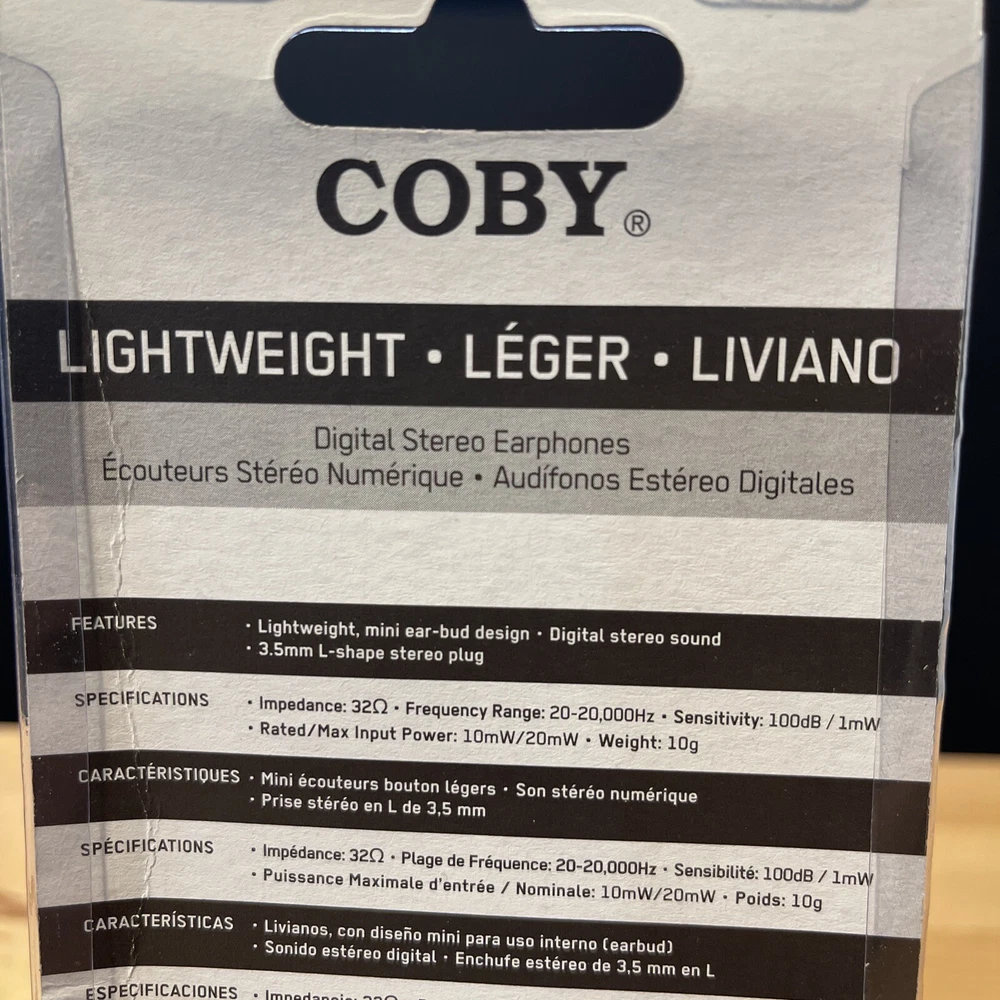 COBY®
LIGHTWEIGHT • LÉGER • LIVIANO
Digital Stereo Earphones
Écouteurs Stéréo Numérique • Audífonos Estéreo Digitales
FEATURES • Lightweight, mini ear-bud design • Digital stereo sound
• 3.5mm L-shape stereo plug
SPECIFICATIONS • Impedance: 32Ω • Frequency Range: 20-20,000Hz • Sensitivity: 100dB / 1mW
• Rated/Max Input Power: 10mW/20mW • Weight: 10g
CARACTÉRISTIQUES • Mini écouteurs bouton légers • Son stéréo numérique
• Prise stéréo en L de 3,5 mm
SPÉCIFICATIONS • Impédance: 32Ω • Plage de Fréquence: 20-20,000Hz • Sensibilité: 100dB / 1mW
• Puissance Maximale d'entrée / Nominale: 10mW/20mW • Poids: 10g
CARACTERÍSTICAS • Livianos, con diseño mini para uso interno (earbud)
• Sonido estéreo digital • Enchufe estéreo de 3,5 mm en L
ESPECIFICACIONES